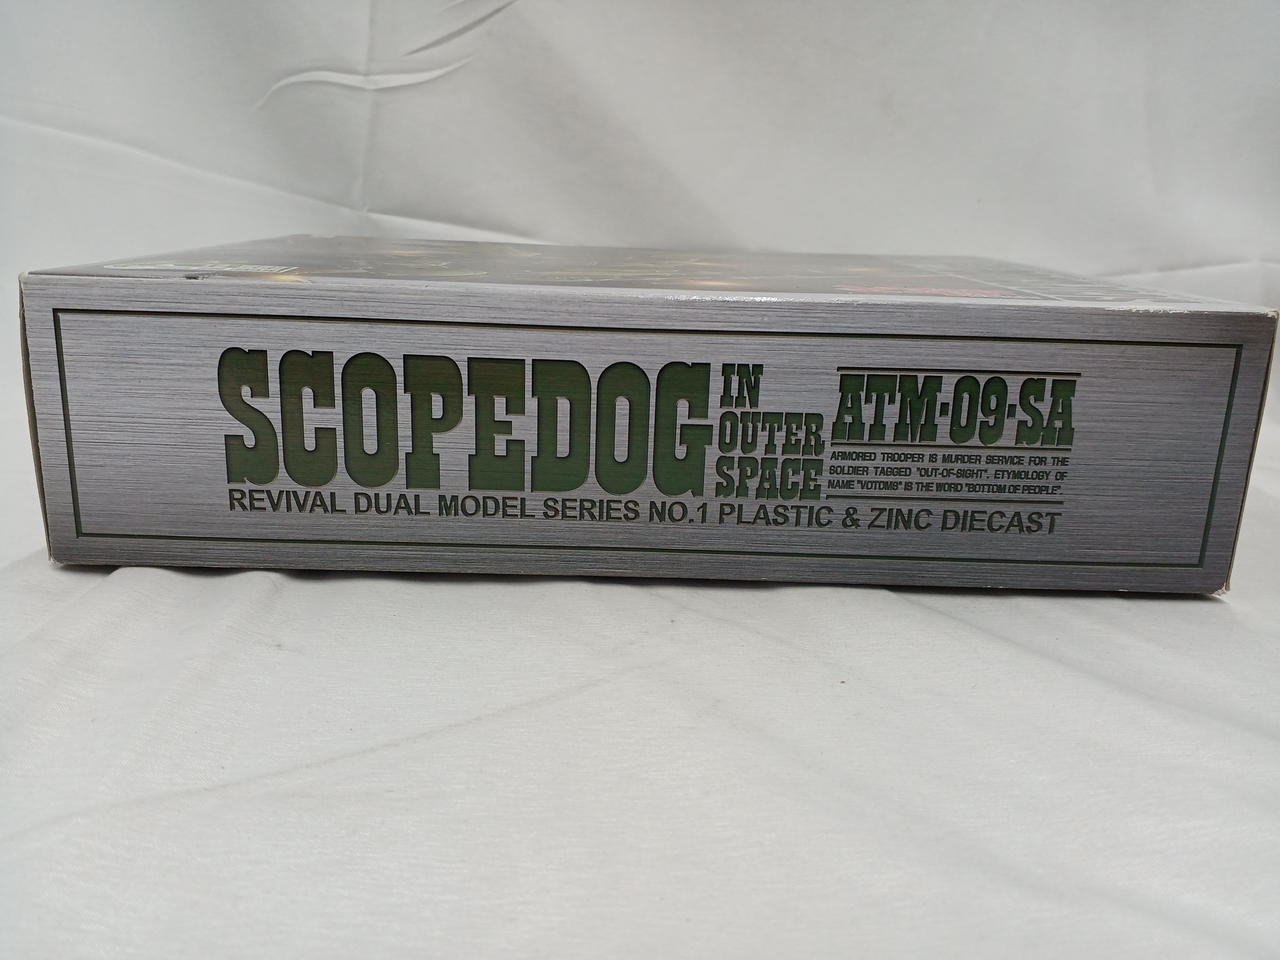 SCOPEDOG
IN
OUTER
SPACE
ATM-09-SA
ARMORED TROOPER IS MURDER SERVICE FOR THE
SOLDIER TAGGED "OUT-OF-SIGHT". ETYMOLOGY OF
NAME "VOTOMS" IS THE WORD "BOTTOM OF PEOPLE".
REVIVAL DUAL MODEL SERIES NO.1 PLASTIC & ZINC DIECAST